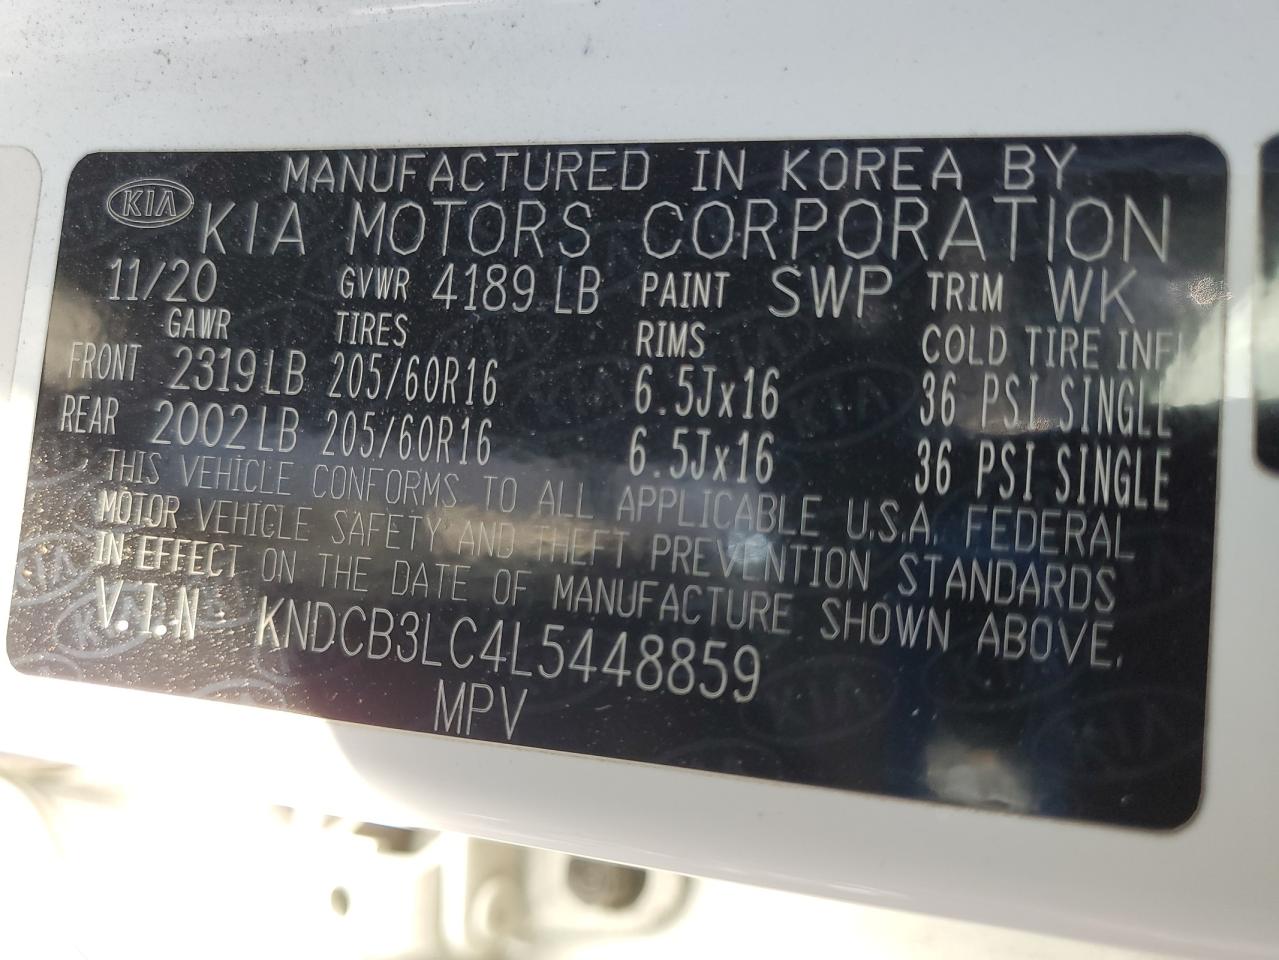 MANUFACTURED IN KOREA BY
KIA KIA MOTORS CORPORATION
11/20 GVWR 4189 LB PAINT SWP TRIM WK
GAWR TIRES RIMS COLD TIRE INFL
FRONT 2319 LB 205/60R16 6.5Jx16 36 PSI SINGLE
REAR 2002 LB 205/60R16 6.5Jx16 36 PSI SINGLE
THIS VEHICLE CONFORMS TO ALL APPLICABLE U.S.A. FEDERAL
MOTOR VEHICLE SAFETY AND THEFT PREVENTION STANDARDS
IN EFFECT ON THE DATE OF MANUFACTURE SHOWN ABOVE.
V.I.N KNDCB3LC4L5448859
MPV